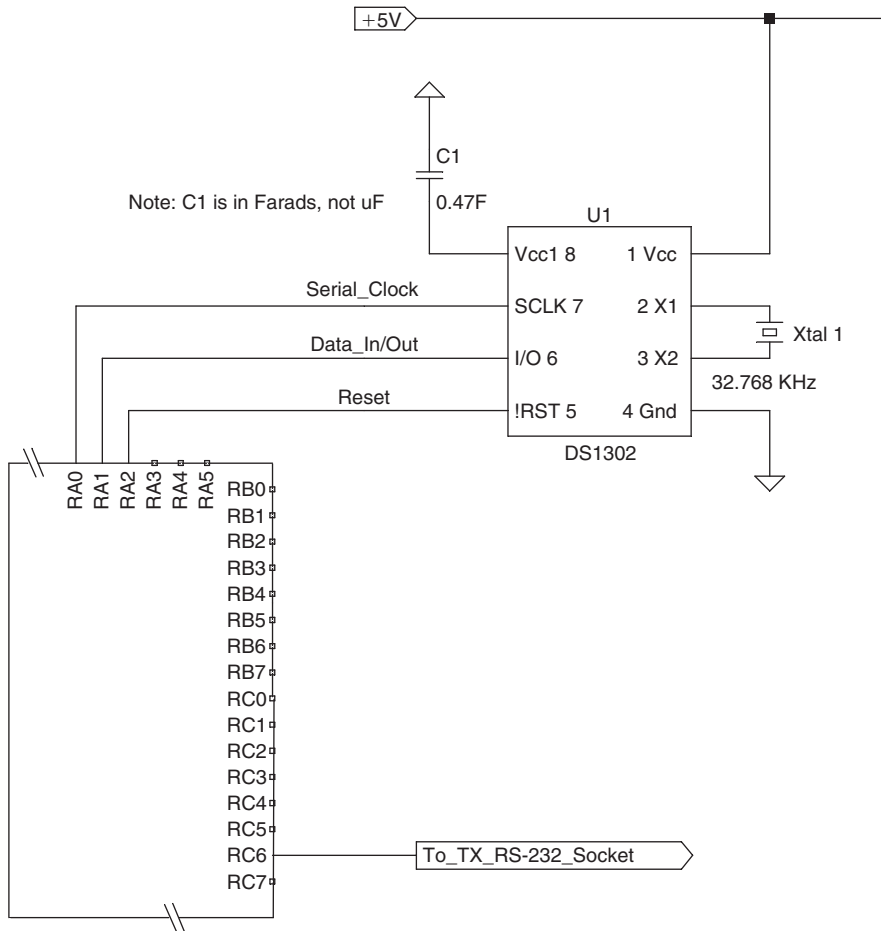 +5V
C1
Note: C1 is in Farads, not uF
0.47F
U1
Vcc1 8
1 Vcc
Serial_Clock
SCLK 7
2 X1
Xtal 1
Data_In/Out
I/O 6
3 X2
32.768 KHz
Reset
!RST 5
4 Gnd
DS1302
RA0
RA1
RA2
RA3
RA4
RA5
RB0
RB1
RB2
RB3
RB4
RB5
RB6
RB7
RC0
RC1
RC2
RC3
RC4
RC5
RC6
To_TX_RS-232_Socket
RC7